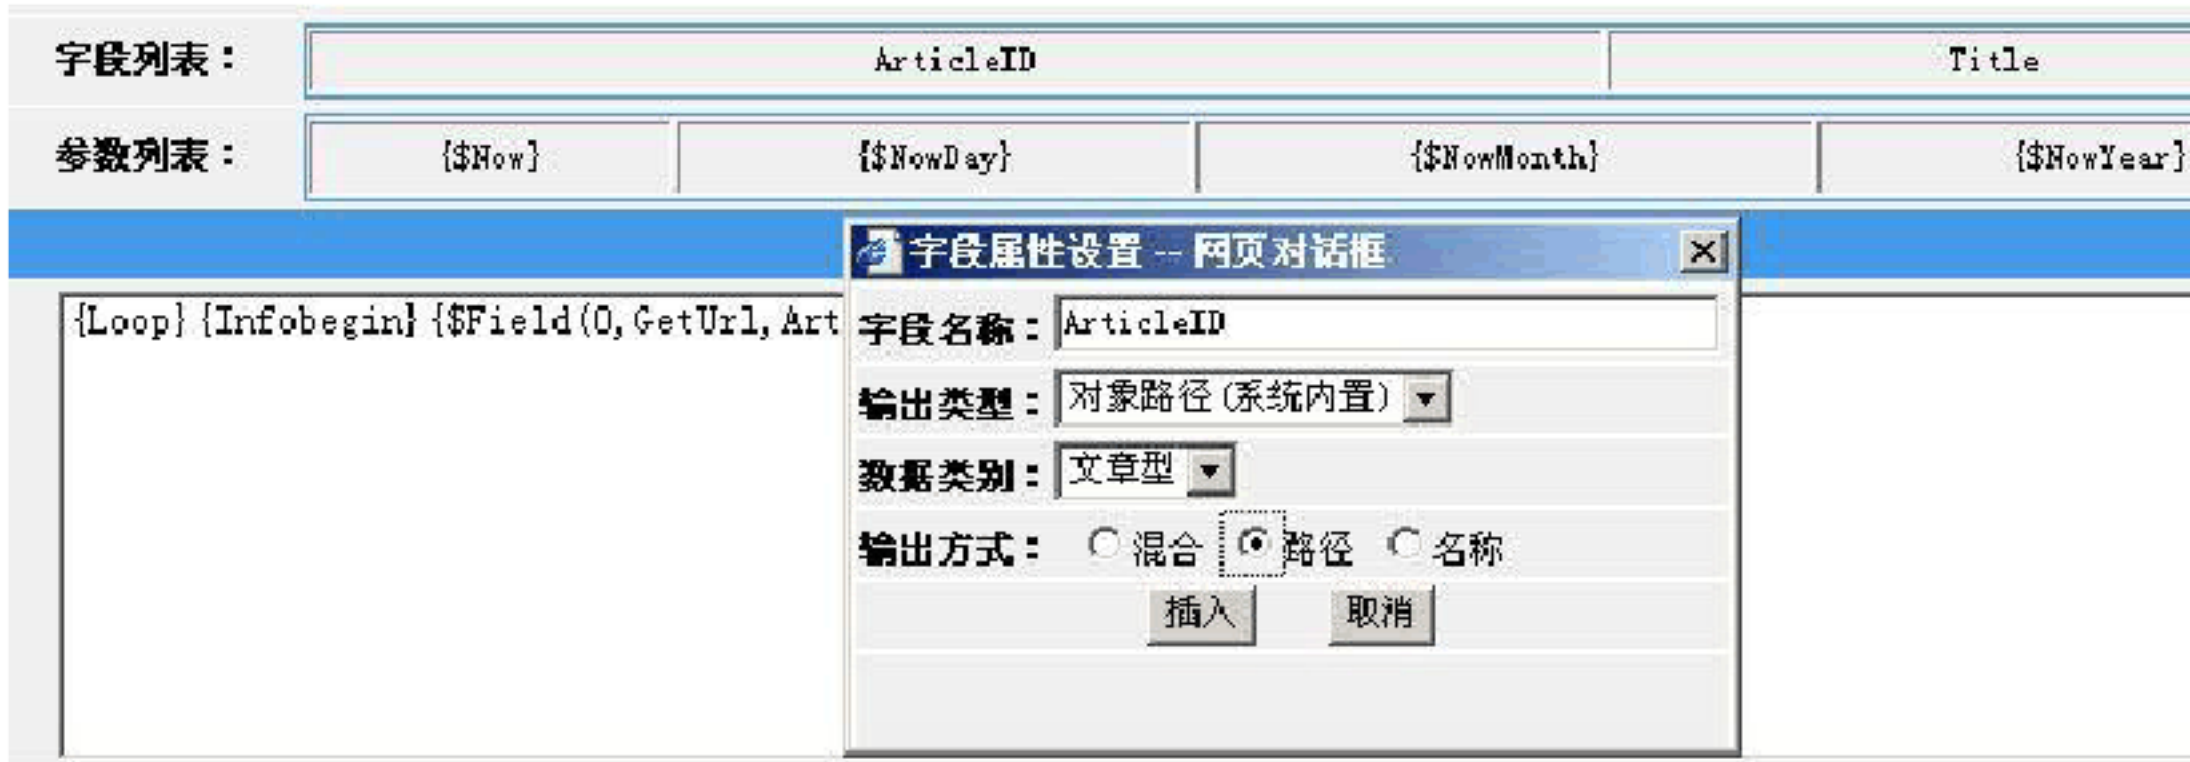 字段列表： ArticleID Title
参数列表： {$Now} {$NowDay} {$NowMonth} {$NowYear}
字段属性设置 -- 网页对话框
{Loop}{Infobegin}{$Field(0,GetUrl,Art
字段名称： ArticleID
输出类型： 对象路径(系统内置)
数据类别： 文章型
输出方式： 混合 路径 名称
插入 取消